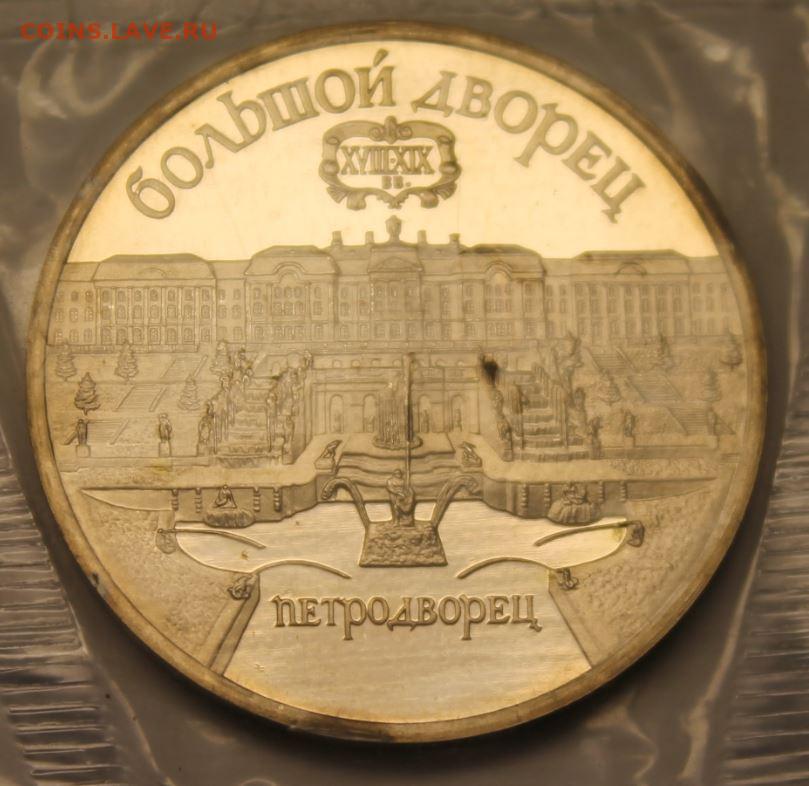 COINS.LAVE.RU
БОЛЬШОЙ ДВОРЕЦ
XVIII-XIX
ВВ.
ПЕТРОДВОРЕЦ